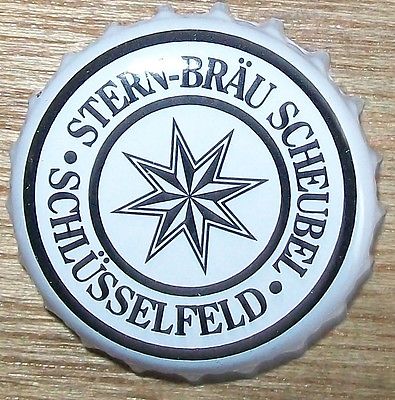 STERN-BRÄU SCHEUBEL
• SCHLÜSSELFELD •